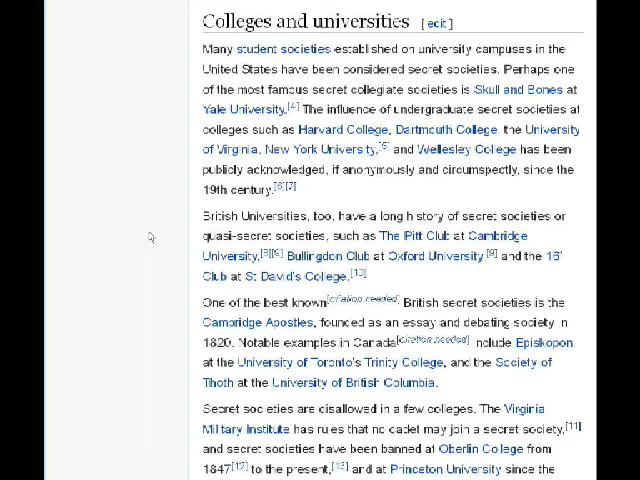 Colleges and universities [ edit ]
Many student societies established on university campuses in the
United States have been considered secret societies. Perhaps one
of the most famous secret collegiate societies is Skull and Bones at
Yale University.[4] The influence of undergraduate secret societies at
colleges such as Harvard College, Dartmouth College, the University
of Virginia, New York University,[5] and Wellesley College has been
publicly acknowledged, if anonymously and circumspectly, since the
19th century.[6][7]
British Universities, too, have a long history of secret societies or
quasi-secret societies, such as The Pitt Club at Cambridge
University,[8][9] Bullingdon Club at Oxford University,[9] and the 16'
Club at St David's College.[10]
One of the best known[citation needed] British secret societies is the
Cambridge Apostles, founded as an essay and debating society in
1820. Notable examples in Canada[citation needed] include Episkopon
at the University of Toronto's Trinity College, and the Society of
Thoth at the University of British Columbia.
Secret societies are disallowed in a few colleges. The Virginia
Military Institute has rules that no cadet may join a secret society,[11]
and secret societies have been banned at Oberlin College from
1847[12] to the present,[13] and at Princeton University since the